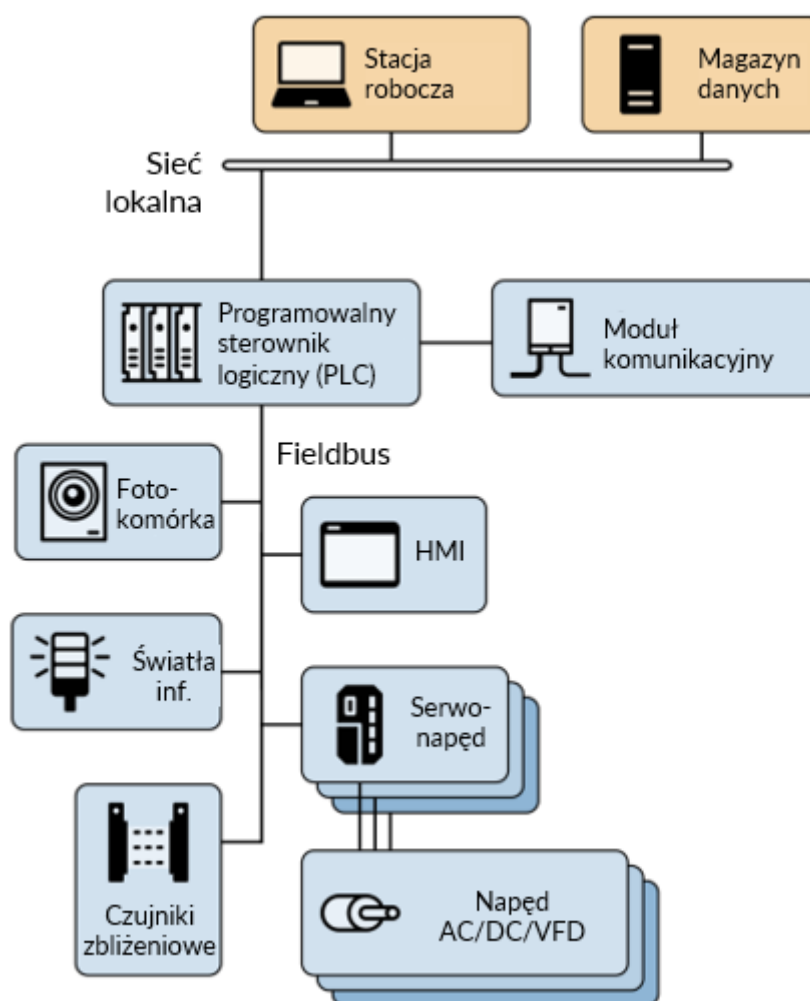 Stacja
robocza
Magazyn
danych
Sieć
lokalna
Programowalny
sterownik
logiczny (PLC)
Moduł
komunikacyjny
Fieldbus
Foto-
komórka
HMI
Światła
inf.
Serwo-
napęd
Czujniki
zbliżeniowe
Napęd
AC/DC/VFD